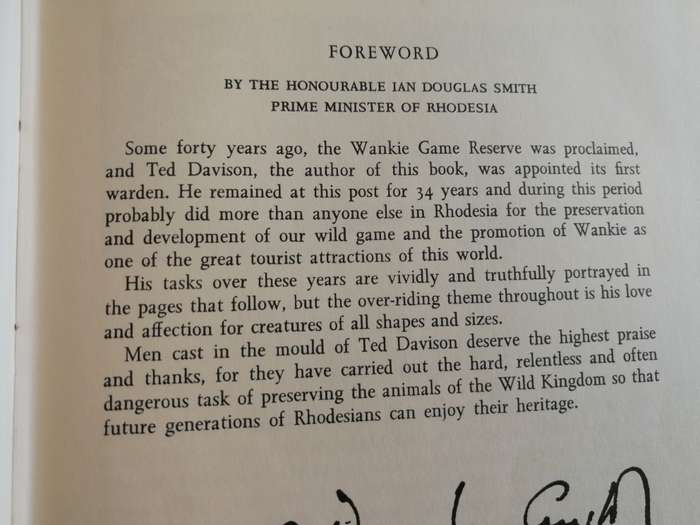 FOREWORD
BY THE HONOURABLE IAN DOUGLAS SMITH
PRIME MINISTER OF RHODESIA
Some forty years ago, the Wankie Game Reserve was proclaimed,
and Ted Davison, the author of this book, was appointed its first
warden. He remained at this post for 34 years and during this period
probably did more than anyone else in Rhodesia for the preservation
and development of our wild game and the promotion of Wankie as
one of the great tourist attractions of this world.
His tasks over these years are vividly and truthfully portrayed in
the pages that follow, but the over-riding theme throughout is his love
and affection for creatures of all shapes and sizes.
Men cast in the mould of Ted Davison deserve the highest praise
and thanks, for they have carried out the hard, relentless and often
dangerous task of preserving the animals of the Wild Kingdom so that
future generations of Rhodesians can enjoy their heritage.